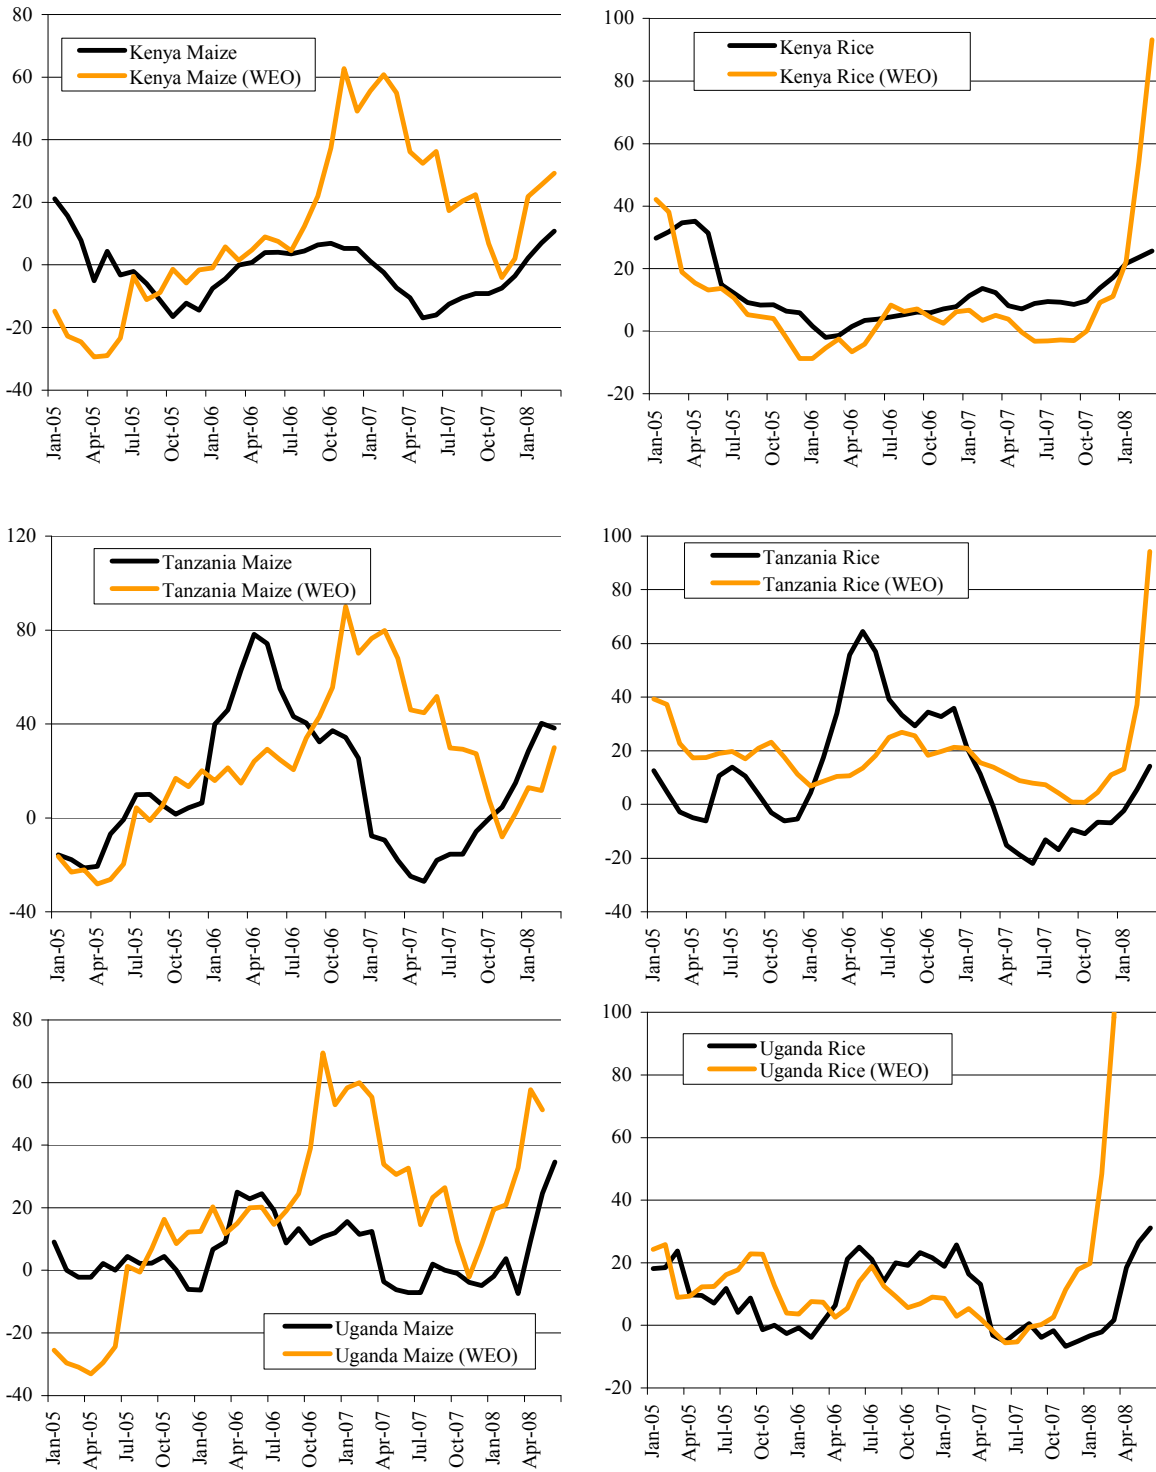 80
60
40
20
0
-20
-40
Kenya Maize
Kenya Maize (WEO)
Jan-05
Apr-05
Jul-05
Oct-05
Jan-06
Apr-06
Jul-06
Oct-06
Jan-07
Apr-07
Jul-07
Oct-07
Jan-08
100
80
60
40
20
0
-20
Kenya Rice
Kenya Rice (WEO)
Jan-05
Apr-05
Jul-05
Oct-05
Jan-06
Apr-06
Jul-06
Oct-06
Jan-07
Apr-07
Jul-07
Oct-07
Jan-08
120
80
40
0
-40
Tanzania Maize
Tanzania Maize (WEO)
Jan-05
Apr-05
Jul-05
Oct-05
Jan-06
Apr-06
Jul-06
Oct-06
Jan-07
Apr-07
Jul-07
Oct-07
Jan-08
100
80
60
40
20
0
-20
-40
Tanzania Rice
Tanzania Rice (WEO)
Jan-05
Apr-05
Jul-05
Oct-05
Jan-06
Apr-06
Jul-06
Oct-06
Jan-07
Apr-07
Jul-07
Oct-07
Jan-08
80
60
40
20
0
-20
-40
Uganda Maize
Uganda Maize (WEO)
Jan-05
Apr-05
Jul-05
Oct-05
Jan-06
Apr-06
Jul-06
Oct-06
Jan-07
Apr-07
Jul-07
Oct-07
Jan-08
Apr-08
100
80
60
40
20
0
-20
Uganda Rice
Uganda Rice (WEO)
Jan-05
Apr-05
Jul-05
Oct-05
Jan-06
Apr-06
Jul-06
Oct-06
Jan-07
Apr-07
Jul-07
Oct-07
Jan-08
Apr-08